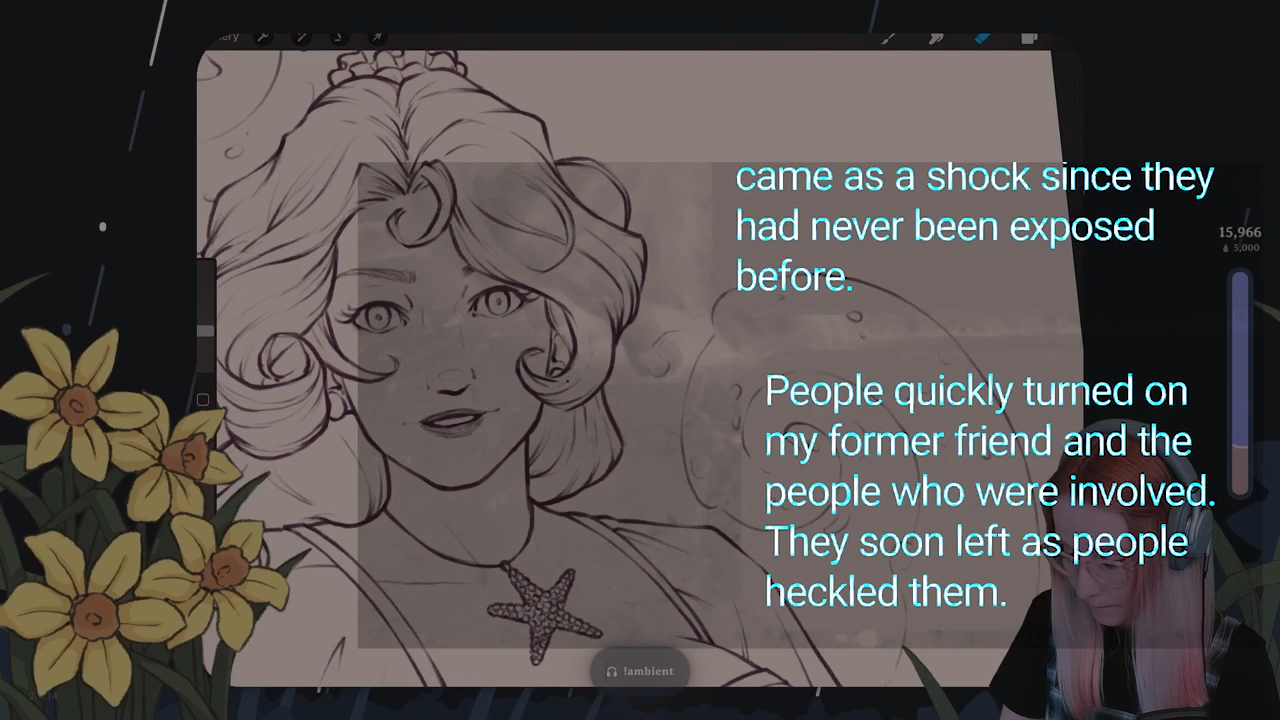 came as a shock since they
had never been exposed
before.
15,966
5,000
People quickly turned on
my former friend and the
people who were involved.
They soon left as people
heckled them.
!ambient